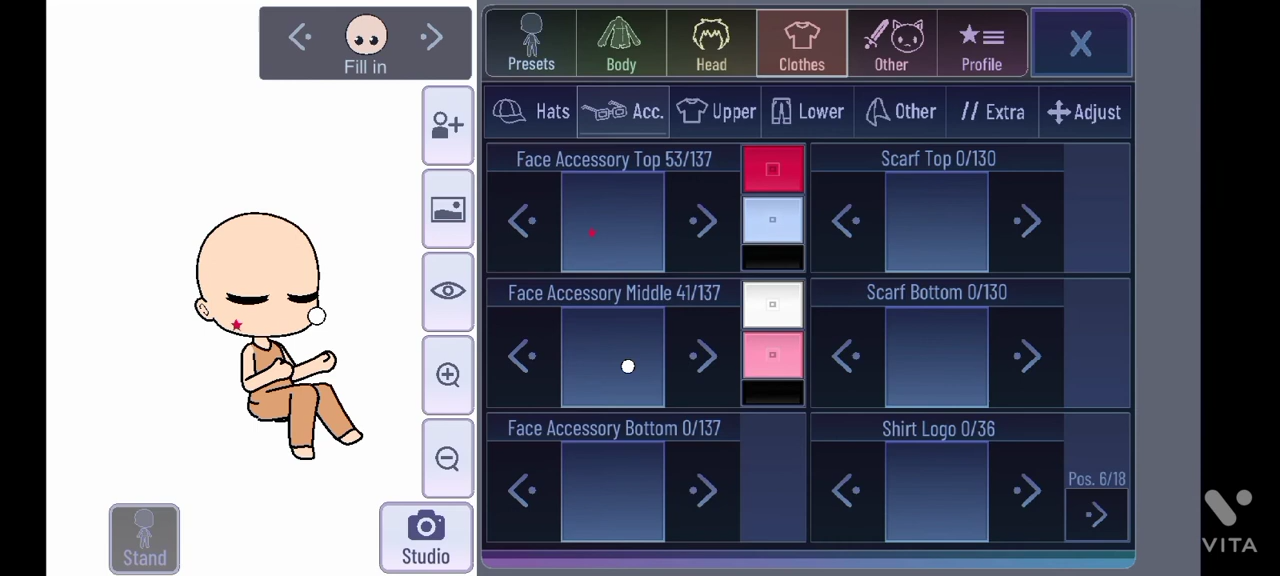 Fill in
Presets
Body
Head
Clothes
Other
Profile
X
Hats
Acc.
Upper
Lower
Other
Extra
Adjust
Face Accessory Top 53/137
Scarf Top 0/130
Face Accessory Middle 41/137
Scarf Bottom 0/130
Face Accessory Bottom 0/137
Shirt Logo 0/36
Pos. 6/18
Stand
Studio
VITA